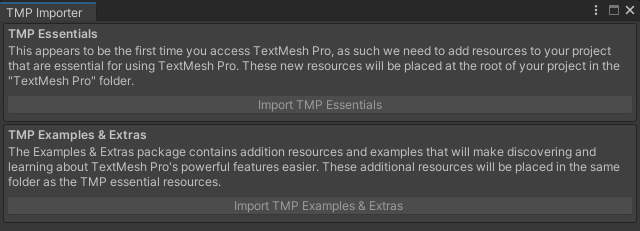 TMP Importer
TMP Essentials
This appears to be the first time you access TextMesh Pro, as such we need to add resources to your project
that are essential for using TextMesh Pro. These new resources will be placed at the root of your project in the
"TextMesh Pro" folder.
Import TMP Essentials
TMP Examples & Extras
The Examples & Extras package contains addition resources and examples that will make discovering and
learning about TextMesh Pro's powerful features easier. These additional resources will be placed in the same
folder as the TMP essential resources.
Import TMP Examples & Extras